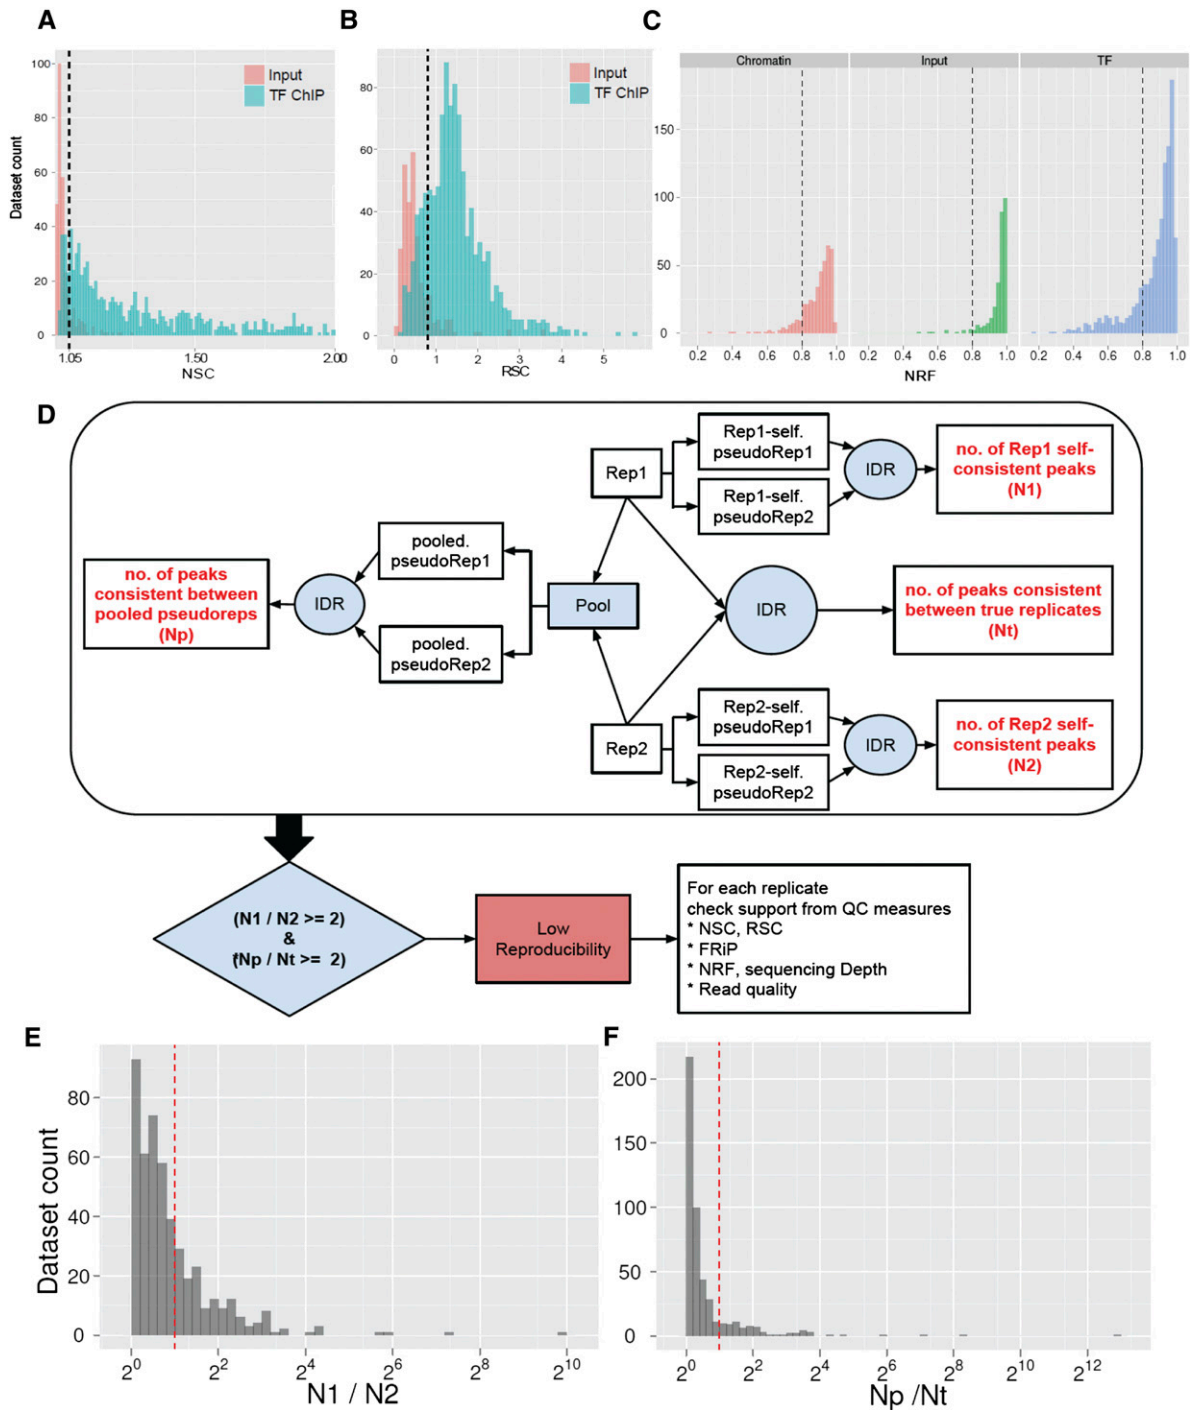 A
B
C
Input
TF ChIP
Dataset count
100
80
60
40
20
0
1.05
1.50
2.00
NSC
Input
TF ChIP
80
60
40
20
0
0
1
2
3
4
5
RSC
Chromatin
Input
TF
150
100
50
0
0.2
0.4
0.6
0.8
1.0
0.2
0.4
0.6
0.8
1.0
0.2
0.4
0.6
0.8
1.0
NRF
D
Rep1
Rep1-self.
pseudoRep1
Rep1-self.
pseudoRep2
IDR
no. of Rep1 self-
consistent peaks
(N1)
no. of peaks
consistent between
pooled pseudoreps
(Np)
IDR
pooled.
pseudoRep1
pooled.
pseudoRep2
Pool
IDR
no. of peaks consistent
between true replicates
(Nt)
Rep2
Rep2-self.
pseudoRep1
Rep2-self.
pseudoRep2
IDR
no. of Rep2 self-
consistent peaks
(N2)
(N1 / N2 >= 2)
&
(Np / Nt >= 2)
Low
Reproducibility
For each replicate
check support from QC measures
* NSC, RSC
* FRiP
* NRF, sequencing Depth
* Read quality
E
Dataset count
80
60
40
20
0
2^0
2^1
2^2
2^4
2^6
2^8
2^10
N1 / N2
F
200
150
100
50
0
2^0
2^1
2^2
2^4
2^6
2^8
2^10
2^12
Np /Nt